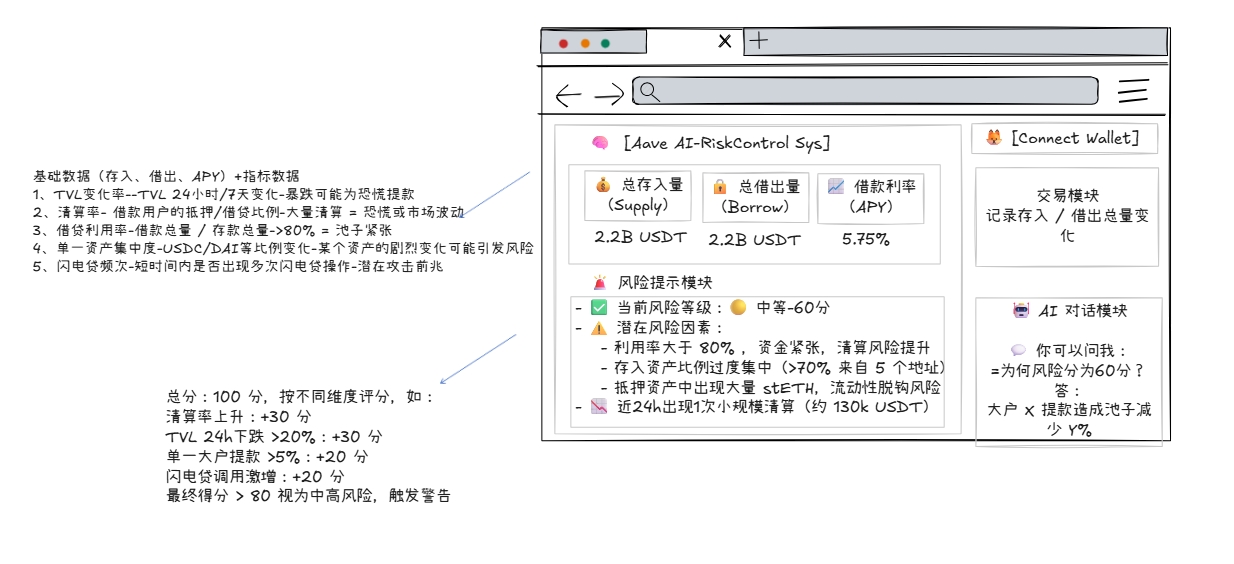 基础数据（存入、借出、APY）+指标数据
1、TVL变化率--TVL 24小时/7天变化-暴跌可能为恐慌提款
2、清算率- 借款用户的抵押/借贷比例-大量清算 = 恐慌或市场波动
3、借贷利用率-借款总量 / 存款总量->80% = 池子紧张
4、单一资产集中度-USDC/DAI等比例变化-某个资产的剧烈变化可能引发风险
5、闪电贷频次-短时间内是否出现多次闪电贷操作-潜在攻击前兆
总分：100 分，按不同维度评分，如：
清算率上升：+30 分
TVL 24h下跌 >20%：+30 分
单一大户提款 >5%：+20 分
闪电贷调用激增：+20 分
最终得分 > 80 视为中高风险，触发警告
[Aave AI-RiskControl Sys]
总存入量
(Supply)
2.2B USDT
总借出量
(Borrow)
2.2B USDT
借款利率
(APY)
5.75%
风险提示模块
- 当前风险等级： 中等-60分
- 潜在风险因素：
- 利用率大于 80% ，资金紧张，清算风险提升
- 存入资产比例过度集中（>70% 来自 5 个地址）
- 抵押资产中出现大量 stETH，流动性脱钩风险
- 近24h出现1次小规模清算（约 130k USDT）
[Connect Wallet]
交易模块
记录存入 / 借出总量变
化
AI 对话模块
你可以问我：
=为何风险分为60分？
答：
大户 X 提款造成池子减
少 Y%